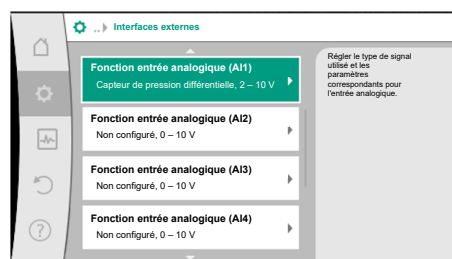 .. Interfaces externes
Fonction entrée analogique (AI1)
Capteur de pression différentielle, 2 – 10 V
Fonction entrée analogique (AI2)
Non configuré, 0 – 10 V
Fonction entrée analogique (AI3)
Non configuré, 0 – 10 V
Fonction entrée analogique (AI4)
Non configuré, 0 – 10 V
Régler le type de signal
utilisé et les
paramètres
correspondants pour
l'entrée analogique.
?